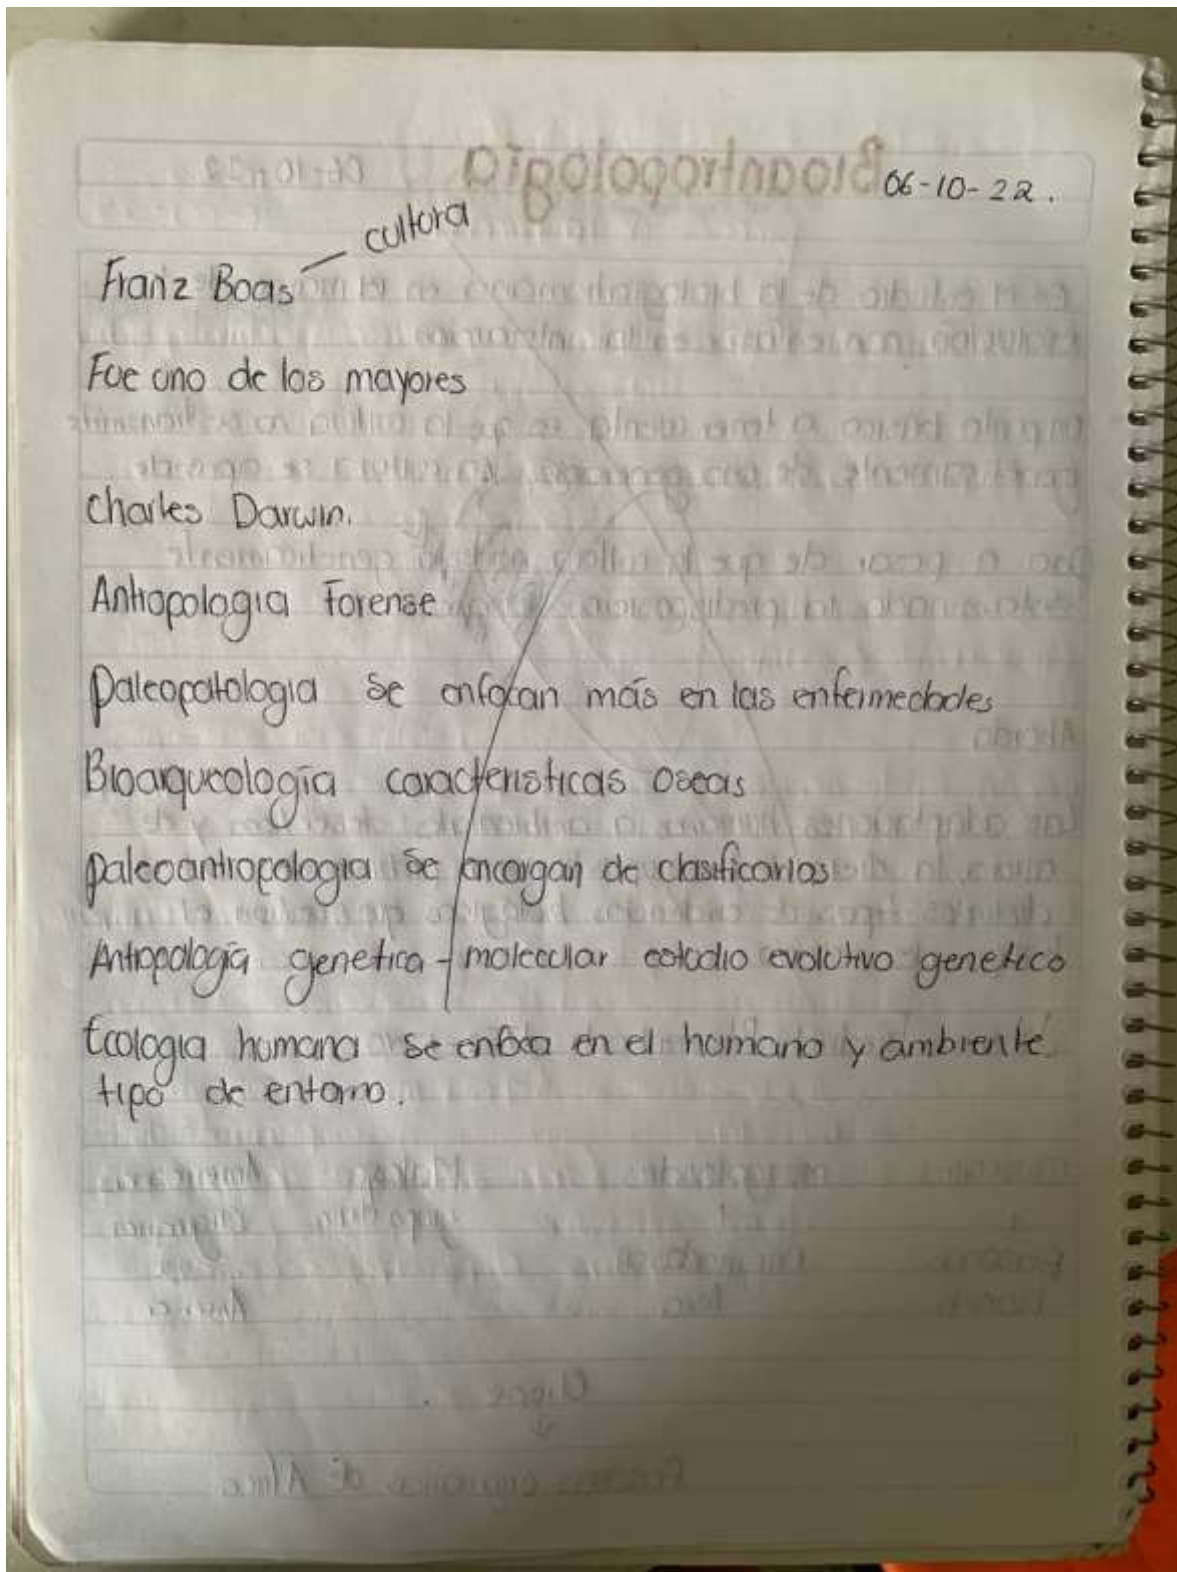 06-10-22.
Franz Boas — cultura
Fue uno de los mayores
Charles Darwin.
Antropologia Forense
Paleopatologia se enfocan más en las enfermedades
Bioarqueología caracteristicas oseas
paleoantropologia se encargan de clasificarlos
Antropología genetica - molecular estudio evolutivo genetico
Ecologia humana se enfoca en el humano y ambiente
tipo de entorno.